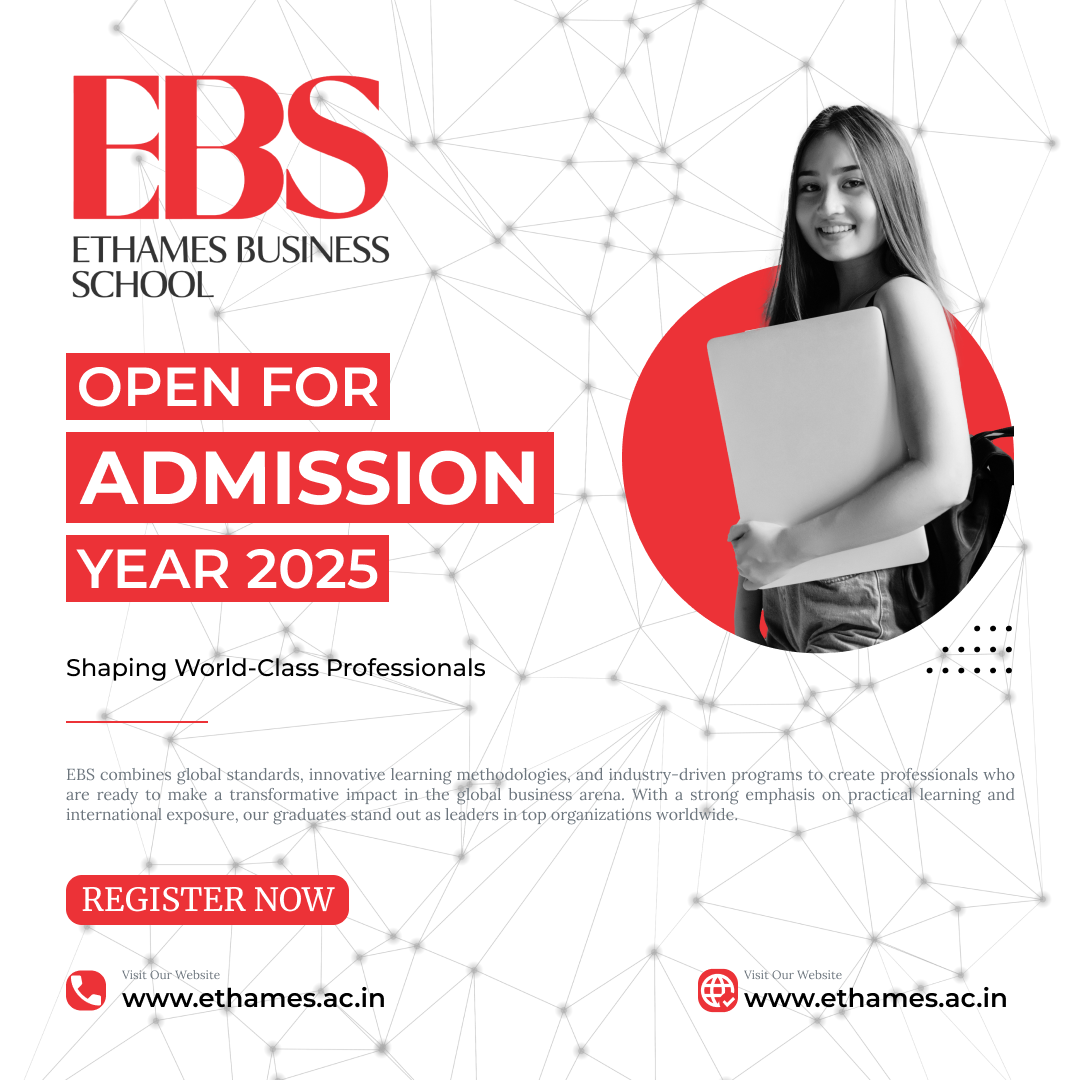 EBS
ETHAMES BUSINESS
SCHOOL
OPEN FOR
ADMISSION
YEAR 2025
Shaping World-Class Professionals
EBS combines global standards, innovative learning methodologies, and industry-driven programs to create professionals who
are ready to make a transformative impact in the global business arena. With a strong emphasis on practical learning and
international exposure, our graduates stand out as leaders in top organizations worldwide.
REGISTER NOW
Visit Our Website
www.ethames.ac.in
Visit Our Website
www.ethames.ac.in